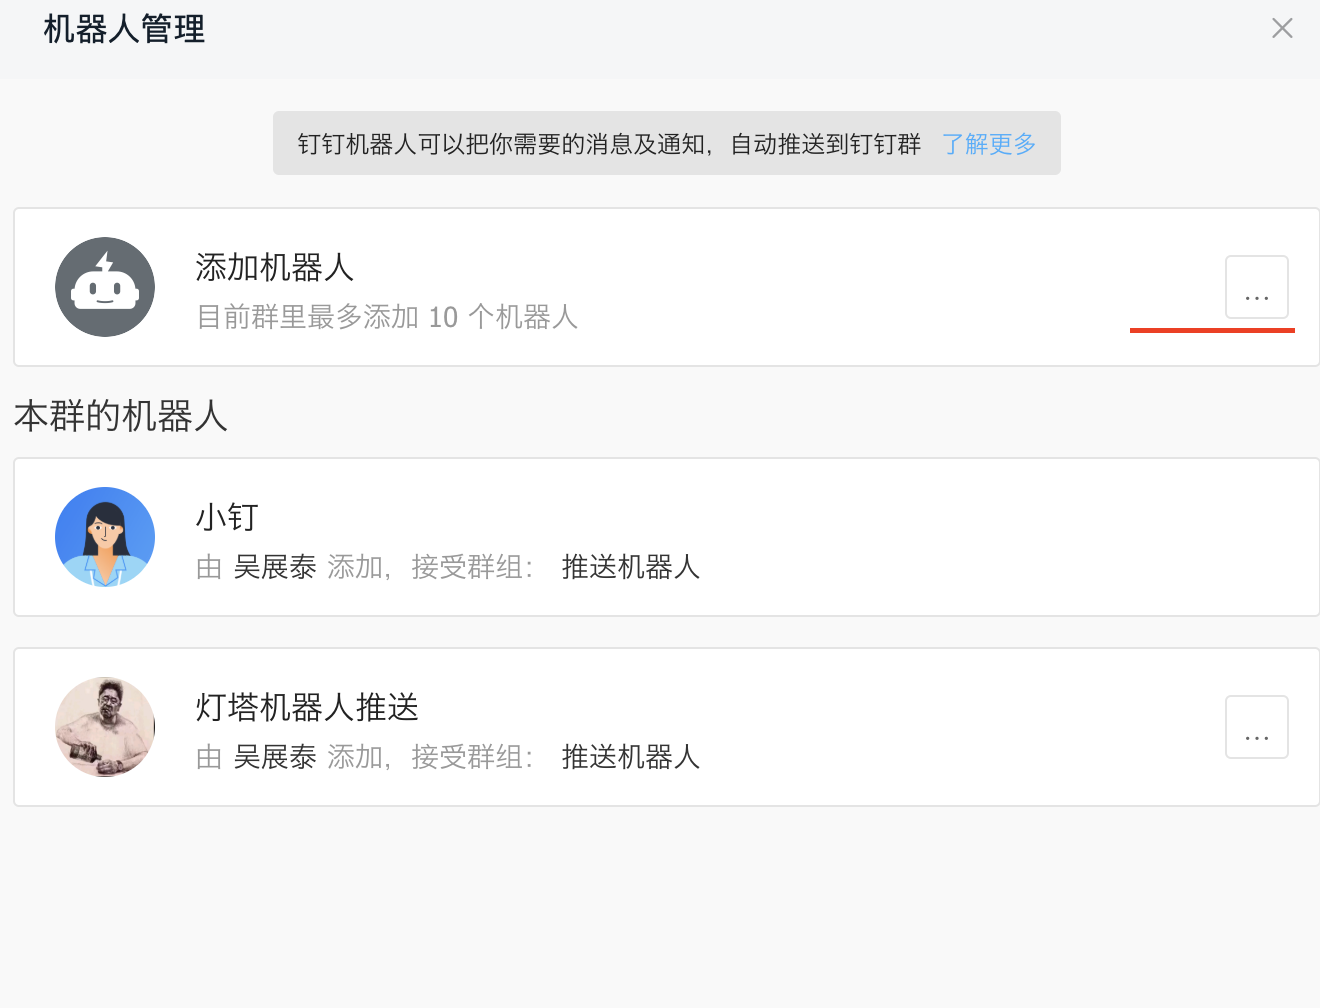 机器人管理
钉钉机器人可以把你需要的消息及通知，自动推送到钉钉群 了解更多
添加机器人
目前群里最多添加 10 个机器人
...
本群的机器人
小钉
由 吴展泰 添加，接受群组： 推送机器人
灯塔机器人推送
由 吴展泰 添加，接受群组： 推送机器人
...